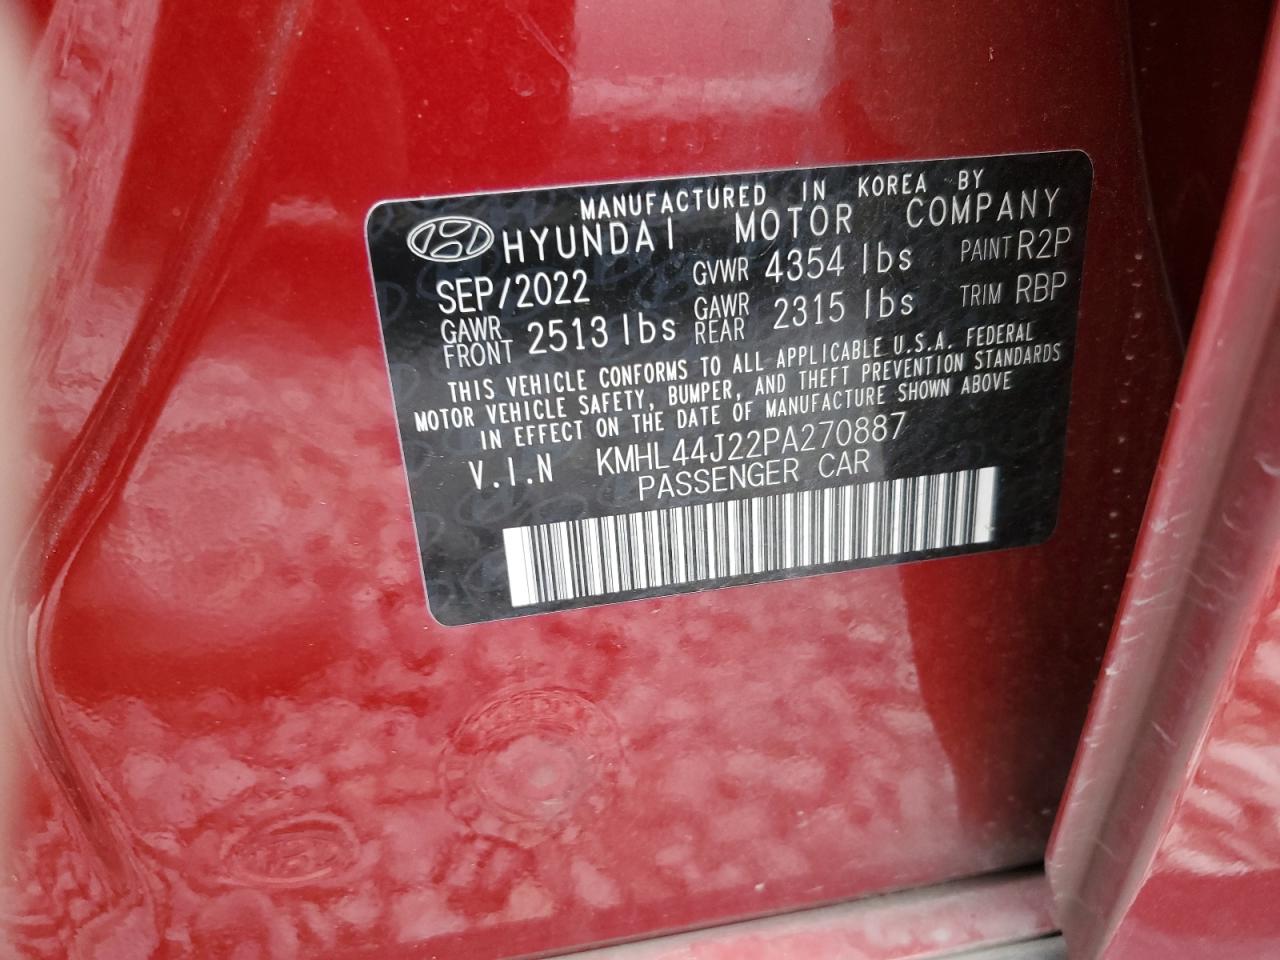 MANUFACTURED IN KOREA BY
HYUNDAI MOTOR COMPANY
SEP/2022 GVWR 4354 lbs PAINT R2P
GAWR FRONT 2513 lbs GAWR REAR 2315 lbs TRIM RBP
THIS VEHICLE CONFORMS TO ALL APPLICABLE U.S.A. FEDERAL
MOTOR VEHICLE SAFETY, BUMPER, AND THEFT PREVENTION STANDARDS
IN EFFECT ON THE DATE OF MANUFACTURE SHOWN ABOVE
V.I.N KMHL44J22PA270887
PASSENGER CAR